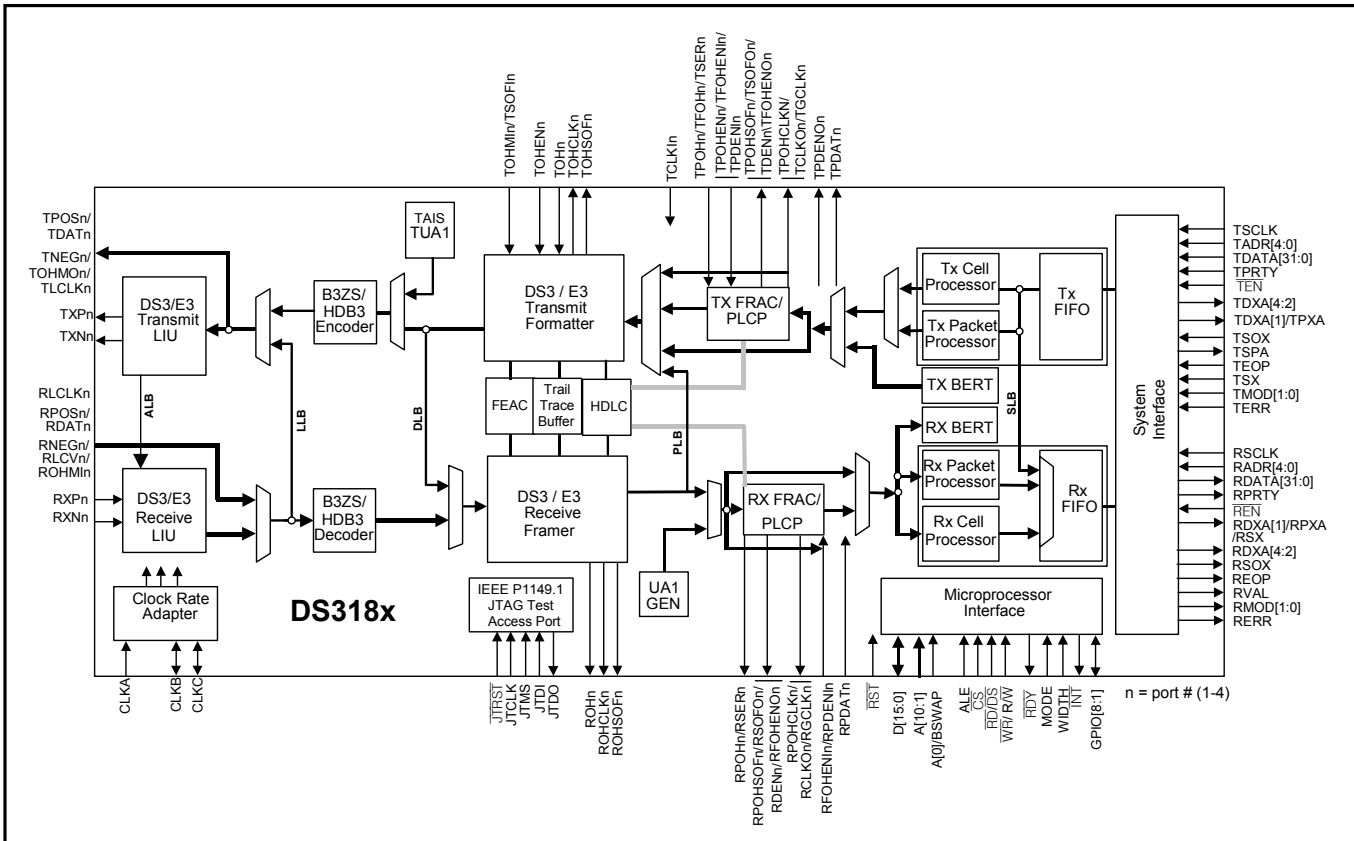 TOHMIn/TSOFIn
TOHENn
TOHn
TOHCLKn
TOHSOFn
TCLKIn
TPOHn/TFOHn/TSERn
TPOHENn/TFOHENIn/
TPDENIn
TPOHSOFn/TSOFOn/
TDENn\TFOHENOn
TPOHCLKN/
TCLKOn/TGCLKn
TPDENOn
TPDATn
TPOSn/
TDATn
TNEGn/
TOHMOn/
TLCLKn
TXPn
TXNn
RLCLKn
RPOSn/
RDATn
RNEGn/
RLCVn/
ROHMIn
RXPn
RXNn
DS3/E3
Transmit
LIU
ALB
DS3/E3
Receive
LIU
Clock Rate
Adapter
CLKA
CLKB
CLKC
LLB
TAIS
TUA1
B3ZS/
HDB3
Encoder
B3ZS/
HDB3
Decoder
DLB
DS3 / E3
Transmit
Formatter
FEAC
Trail
Trace
Buffer
HDLC
DS3 / E3
Receive
Framer
DS318x
IEEE P1149.1
JTAG Test
Access Port
JTRST
JTCLK
JTMS
JTDI
JTDO
ROHn
ROHCLKn
ROHSOFn
PLB
TX FRAC/
PLCP
RX FRAC/
PLCP
UA1
GEN
RPOHn/RSERn
RPOHSOFn/RSOFOn/
RDENn/RFOHENOn
RPOHCLKn/
RCLKOn/RGCLKn
RFOHENIn/RPDENIn
RPDATn
Tx Cell
Processor
Tx Packet
Processor
Tx
FIFO
TX BERT
RX BERT
SLB
Rx Packet
Processor
Rx Cell
Processor
Rx
FIFO
Microprocessor
Interface
RST
D[15:0]
A[10:1]
A[0]/BSWAP
ALE
CS
RD/DS
WR/ R/W
RDY
MODE
WIDTH
INT
GPIO[8:1]
System
Interface
TSCLK
TADR[4:0]
TDATA[31:0]
TPRTY
TEN
TDXA[4:2]
TDXA[1]/TPXA
TSOX
TSPA
TEOP
TSX
TMOD[1:0]
TERR
RSCLK
RADR[4:0]
RDATA[31:0]
RPRTY
REN
RDXA[1]/RPXA
/RSX
RDXA[4:2]
RSOX
REOP
RVAL
RMOD[1:0]
RERR
n = port # (1-4)